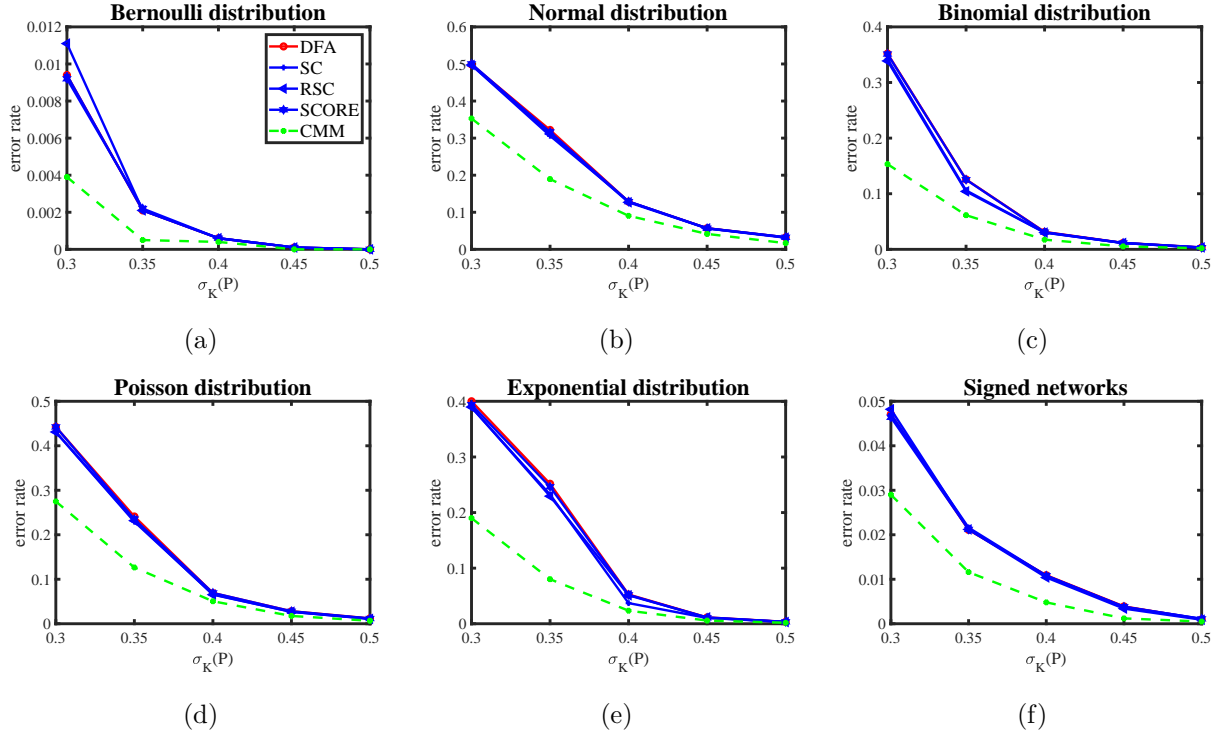 Bernoulli distribution
0.012
0.01
0.008
0.006
0.004
0.002
0
error rate
0.3 0.35 0.4 0.45 0.5
σ_K(P)
DFA
SC
RSC
SCORE
CMM
(a)
Normal distribution
0.6
0.5
0.4
0.3
0.2
0.1
0
error rate
0.3 0.35 0.4 0.45 0.5
σ_K(P)
(b)
Binomial distribution
0.4
0.3
0.2
0.1
0
error rate
0.3 0.35 0.4 0.45 0.5
σ_K(P)
(c)
Poisson distribution
0.5
0.4
0.3
0.2
0.1
0
error rate
0.3 0.35 0.4 0.45 0.5
σ_K(P)
(d)
Exponential distribution
0.4
0.3
0.2
0.1
0
error rate
0.3 0.35 0.4 0.45 0.5
σ_K(P)
(e)
Signed networks
0.05
0.04
0.03
0.02
0.01
0
error rate
0.3 0.35 0.4 0.45 0.5
σ_K(P)
(f)